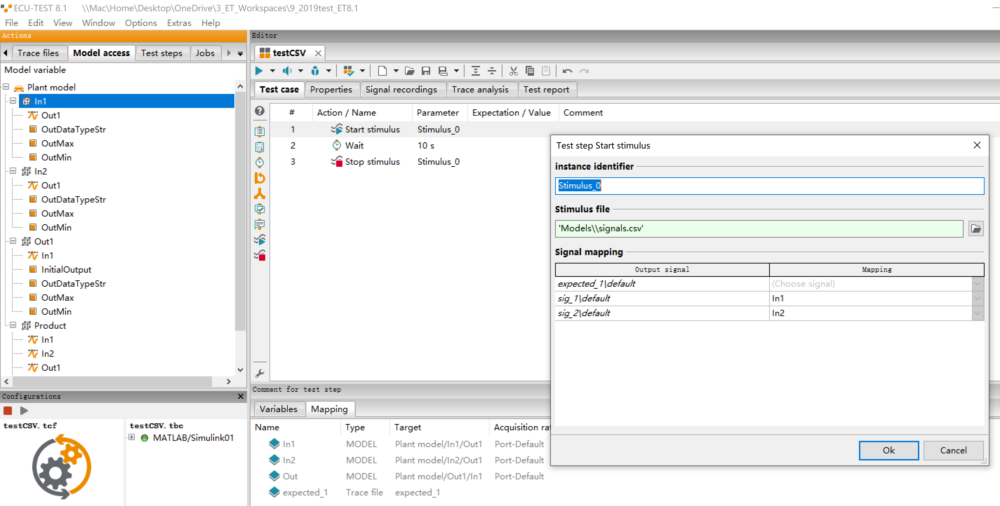 ECU-TEST 8.1 \\Mac\Home\Desktop\OneDrive\3_ET_Workspaces\9_2019test_ET8.1
File Edit View Window Options Extras Help
Actions
Trace files Model access Test steps Jobs
Model variable
Plant model
In1
Out1
OutDataTypeStr
OutMax
OutMin
In2
Out1
OutDataTypeStr
OutMax
OutMin
Out1
In1
InitialOutput
OutDataTypeStr
OutMax
OutMin
Product
In1
In2
Out1
Configurations
testCSV.tcf
testCSV.tbc
MATLAB/Simulink01
Editor
testCSV
Test case Properties Signal recordings Trace analysis Test report
# Action / Name Parameter Expectation / Value Comment
1 Start stimulus Stimulus_0
2 Wait 10 s
3 Stop stimulus Stimulus_0
Comment for test step
Variables Mapping
Name Type Target Acquisition rat
In1 MODEL Plant model/In1/Out1 Port-Default
In2 MODEL Plant model/In2/Out1 Port-Default
Out MODEL Plant model/Out1/In1 Port-Default
expected_1 Trace file expected_1
Test step Start stimulus
instance identifier
Stimulus_0
Stimulus file
'Models\\signals.csv'
Signal mapping
Output signal Mapping
expected_1\default (Choose signal)
sig_1\default In1
sig_2\default In2
Ok Cancel